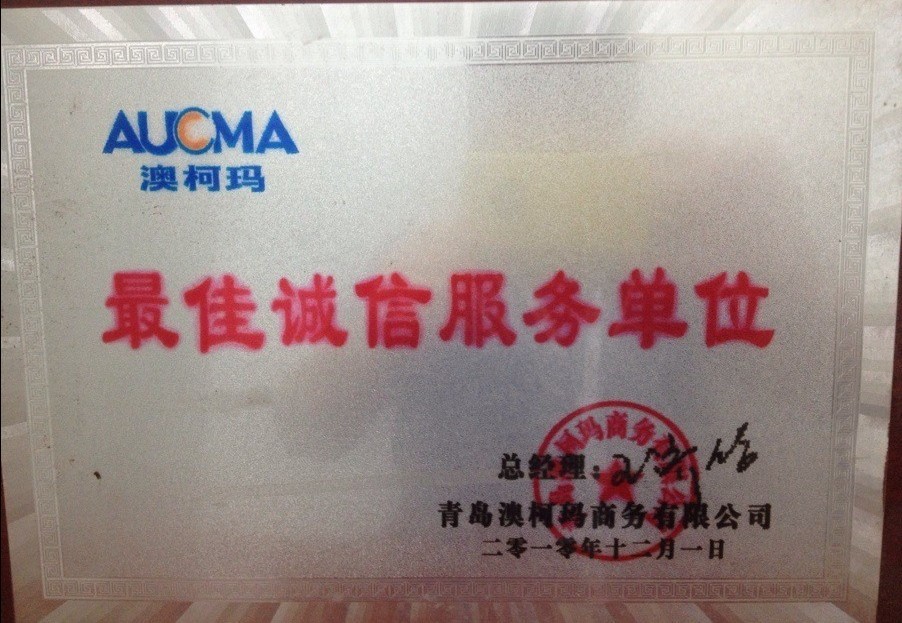 AUCMA
澳柯玛
最佳诚信服务单位
总经理:
青岛澳柯玛商务有限公司
二零一零年十二月一日